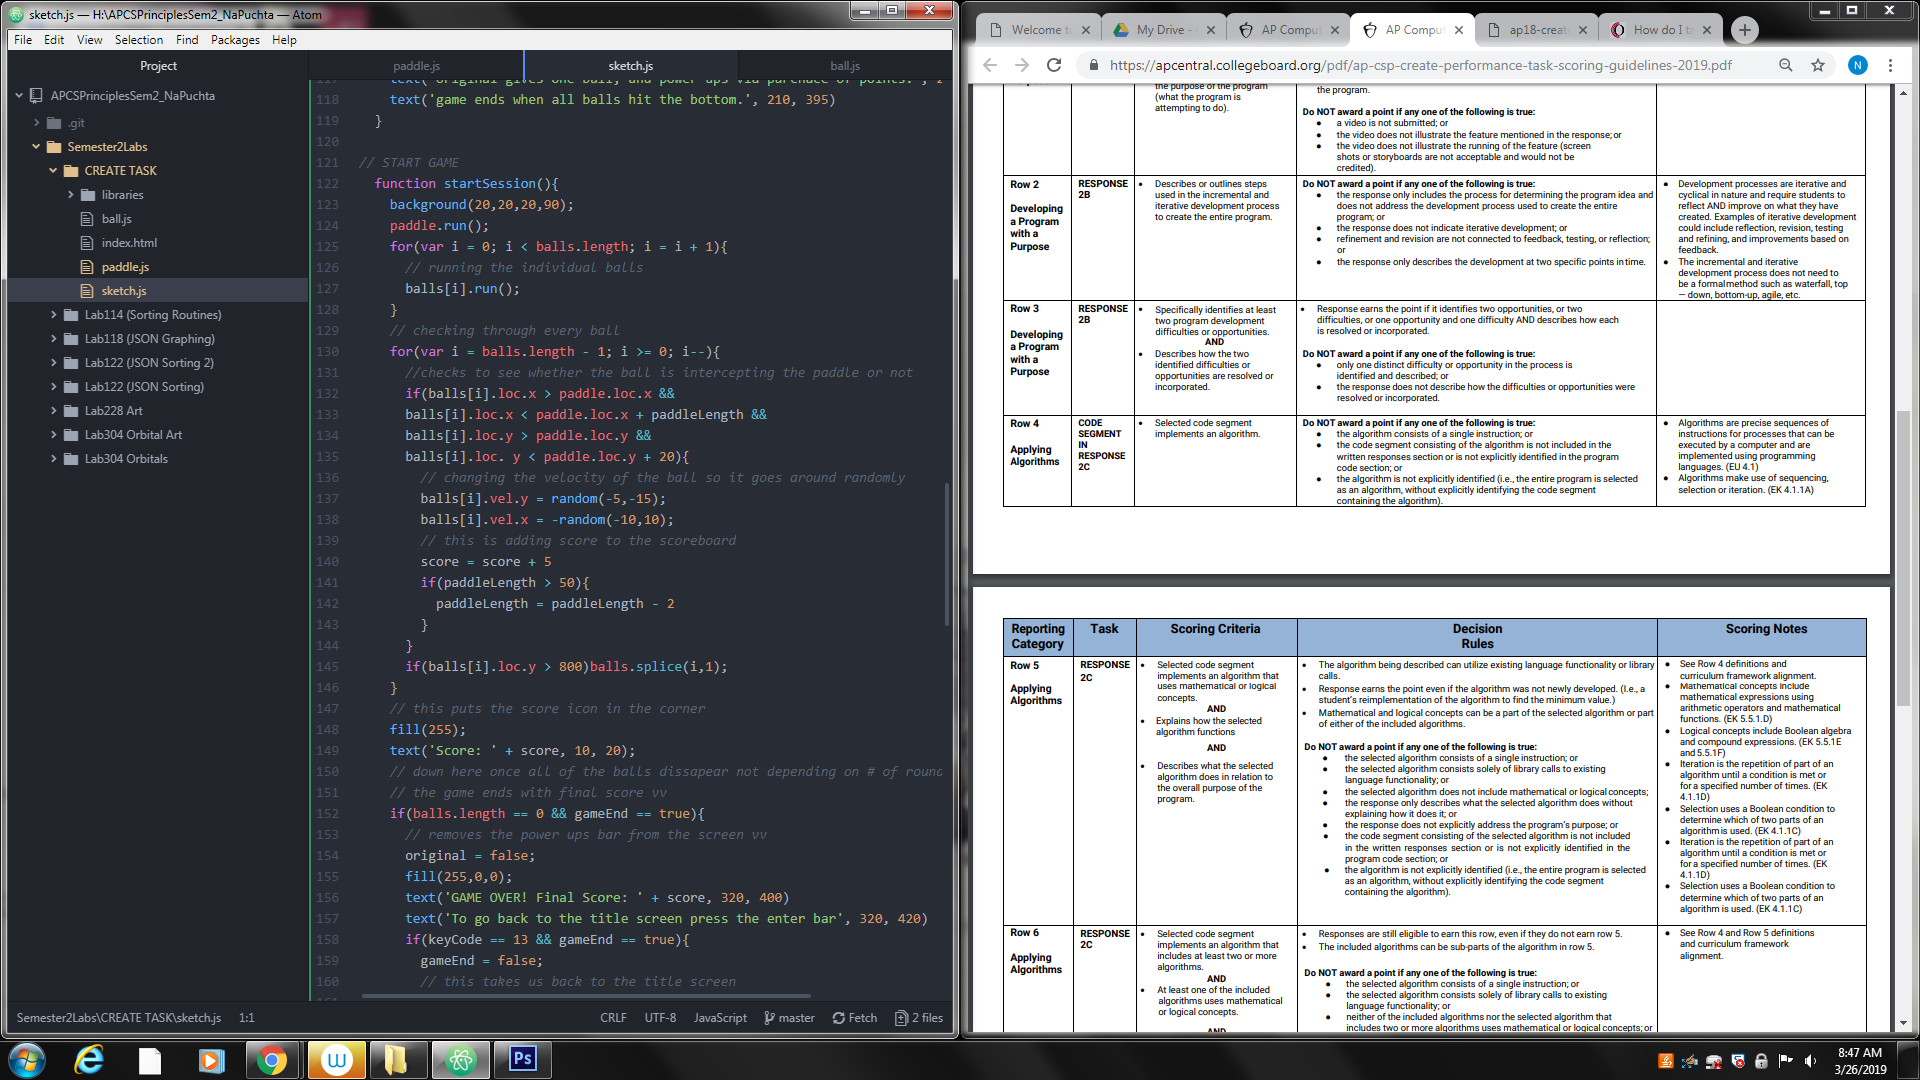 sketch.js — H:\APCSPrinciplesSem2_NaPuchta — Atom
File Edit View Selection Find Packages Help
Project
paddle.js
sketch.js
ball.js
APCSPrinciplesSem2_NaPuchta
.git
Semester2Labs
CREATE TASK
libraries
ball.js
index.html
paddle.js
sketch.js
Lab114 (Sorting Routines)
Lab118 (JSON Graphing)
Lab122 (JSON Sorting 2)
Lab122 (JSON Sorting)
Lab228 Art
Lab304 Orbital Art
Lab304 Orbitals
118 text('game ends when all balls hit the bottom.', 210, 395)
119 }
120
121 // START GAME
122 function startSession(){
123 background(20,20,20,90);
124 paddle.run();
125 for(var i = 0; i < balls.length; i = i + 1){
126 // running the individual balls
127 balls[i].run();
128 }
129 // checking through every ball
130 for(var i = balls.length - 1; i >= 0; i--){
131 //checks to see whether the ball is intercepting the paddle or not
132 if(balls[i].loc.x > paddle.loc.x &&
133 balls[i].loc.x < paddle.loc.x + paddleLength &&
134 balls[i].loc.y > paddle.loc.y &&
135 balls[i].loc. y < paddle.loc.y + 20){
136 // changing the velocity of the ball so it goes around randomly
137 balls[i].vel.y = random(-5,-15);
138 balls[i].vel.x = -random(-10,10);
139 // this is adding score to the scoreboard
140 score = score + 5
141 if(paddleLength > 50){
142 paddleLength = paddleLength - 2
143 }
144 }
145 if(balls[i].loc.y > 800)balls.splice(i,1);
146 }
147 // this puts the score icon in the corner
148 fill(255);
149 text('Score: ' + score, 10, 20);
150 // down here once all of the balls dissapear not depending on # of round
151 // the game ends with final score vv
152 if(balls.length == 0 && gameEnd == true){
153 // removes the power ups bar from the screen vv
154 original = false;
155 fill(255,0,0);
156 text('GAME OVER! Final Score: ' + score, 320, 400)
157 text('To go back to the title screen press the enter bar', 320, 420)
158 if(keyCode == 13 && gameEnd == true){
159 gameEnd = false;
160 // this takes us back to the title screen
Semester2Labs\CREATE TASK\sketch.js 1:1 CRLF UTF-8 JavaScript master Fetch 2 files
Welcome t
My Drive -
AP Comput
AP Comput
ap18-creat
How do I t
https://apcentral.collegeboard.org/pdf/ap-csp-create-performance-task-scoring-guidelines-2019.pdf
N
the purpose of the program
(what the program is
attempting to do).
the program.
Do NOT award a point if any one of the following is true:
• a video is not submitted; or
• the video does not illustrate the feature mentioned in the response; or
• the video does not illustrate the running of the feature (screen
shots or storyboards are not acceptable and would not be
credited).
Row 2
Developing
a Program
with a
Purpose
RESPONSE
2B
• Describes or outlines steps
used in the incremental and
iterative development process
to create the entire program.
Do NOT award a point if any one of the following is true:
• the response only includes the process for determining the program idea and
does not address the development process used to create the entire
program; or
• the response does not indicate iterative development; or
• refinement and revision are not connected to feedback, testing, or reflection;
or
• the response only describes the development at two specific points in time.
• Development processes are iterative and
cyclical in nature and require students to
reflect AND improve on what they have
created. Examples of iterative development
could include reflection, revision, testing
and refining, and improvements based on
feedback.
• The incremental and iterative
development process does not need to
be a formal method such as waterfall, top
– down, bottom-up, agile, etc.
Row 3
Developing
a Program
with a
Purpose
RESPONSE
2B
• Specifically identifies at least
two program development
difficulties or opportunities.
AND
• Describes how the two
identified difficulties or
opportunities are resolved or
incorporated.
• Response earns the point if it identifies two opportunities, or two
difficulties, or one opportunity and one difficulty AND describes how each
is resolved or incorporated.
Do NOT award a point if any one of the following is true:
• only one distinct difficulty or opportunity in the process is
identified and described; or
• the response does not describe how the difficulties or opportunities were
resolved or incorporated.
Row 4
Applying
Algorithms
CODE
SEGMENT
IN
RESPONSE
2C
• Selected code segment
implements an algorithm.
Do NOT award a point if any one of the following is true:
• the algorithm consists of a single instruction; or
• the code segment consisting of the algorithm is not included in the
written responses section or is not explicitly identified in the program
code section; or
• the algorithm is not explicitly identified (i.e., the entire program is selected
as an algorithm, without explicitly identifying the code segment
containing the algorithm).
• Algorithms are precise sequences of
instructions for processes that can be
executed by a computer and are
implemented using programming
languages. (EU 4.1)
• Algorithms make use of sequencing,
selection or iteration. (EK 4.1.1A)
Reporting
Category
Task
Scoring Criteria
Decision
Rules
Scoring Notes
Row 5
Applying
Algorithms
RESPONSE
2C
• Selected code segment
implements an algorithm that
uses mathematical or logical
concepts.
AND
• Explains how the selected
algorithm functions
AND
• Describes what the selected
algorithm does in relation to
the overall purpose of the
program.
• The algorithm being described can utilize existing language functionality or library
calls.
• Response earns the point even if the algorithm was not newly developed. (I.e., a
student's reimplementation of the algorithm to find the minimum value.)
• Mathematical and logical concepts can be a part of the selected algorithm or part
of either of the included algorithms.
Do NOT award a point if any one of the following is true:
• the selected algorithm consists of a single instruction; or
• the selected algorithm consists solely of library calls to existing
language functionality; or
• the selected algorithm does not include mathematical or logical concepts;
• the response only describes what the selected algorithm does without
explaining how it does it; or
• the response does not explicitly address the program's purpose; or
• the code segment consisting of the selected algorithm is not included
in the written responses section or is not explicitly identified in the
program code section; or
• the algorithm is not explicitly identified (i.e., the entire program is selected
as an algorithm, without explicitly identifying the code segment
containing the algorithm).
• See Row 4 definitions and
curriculum framework alignment.
• Mathematical concepts include
mathematical expressions using
arithmetic operators and mathematical
functions. (EK 5.5.1.D)
• Logical concepts include Boolean algebra
and compound expressions. (EK 5.5.1E
and 5.5.1F)
• Iteration is the repetition of part of an
algorithm until a condition is met or
for a specified number of times. (EK
4.1.1D)
• Selection uses a Boolean condition to
determine which of two parts of an
algorithm is used. (EK 4.1.1C)
• Iteration is the repetition of part of an
algorithm until a condition is met or
for a specified number of times. (EK
4.1.1D)
• Selection uses a Boolean condition to
determine which of two parts of an
algorithm is used. (EK 4.1.1C)
Row 6
Applying
Algorithms
RESPONSE
2C
• Selected code segment
implements an algorithm that
includes at least two or more
algorithms.
AND
• At least one of the included
algorithms uses mathematical
or logical concepts.
• Responses are still eligible to earn this row, even if they do not earn row 5.
• The included algorithms can be sub-parts of the algorithm in row 5.
Do NOT award a point if any one of the following is true:
• the selected algorithm consists of a single instruction; or
• the selected algorithm consists solely of library calls to existing
language functionality; or
• neither of the included algorithms nor the selected algorithm that
includes two or more algorithms uses mathematical or logical concepts; or
• See Row 4 and Row 5 definitions
and curriculum framework
alignment.
W
Ps
8:47 AM
3/26/2019